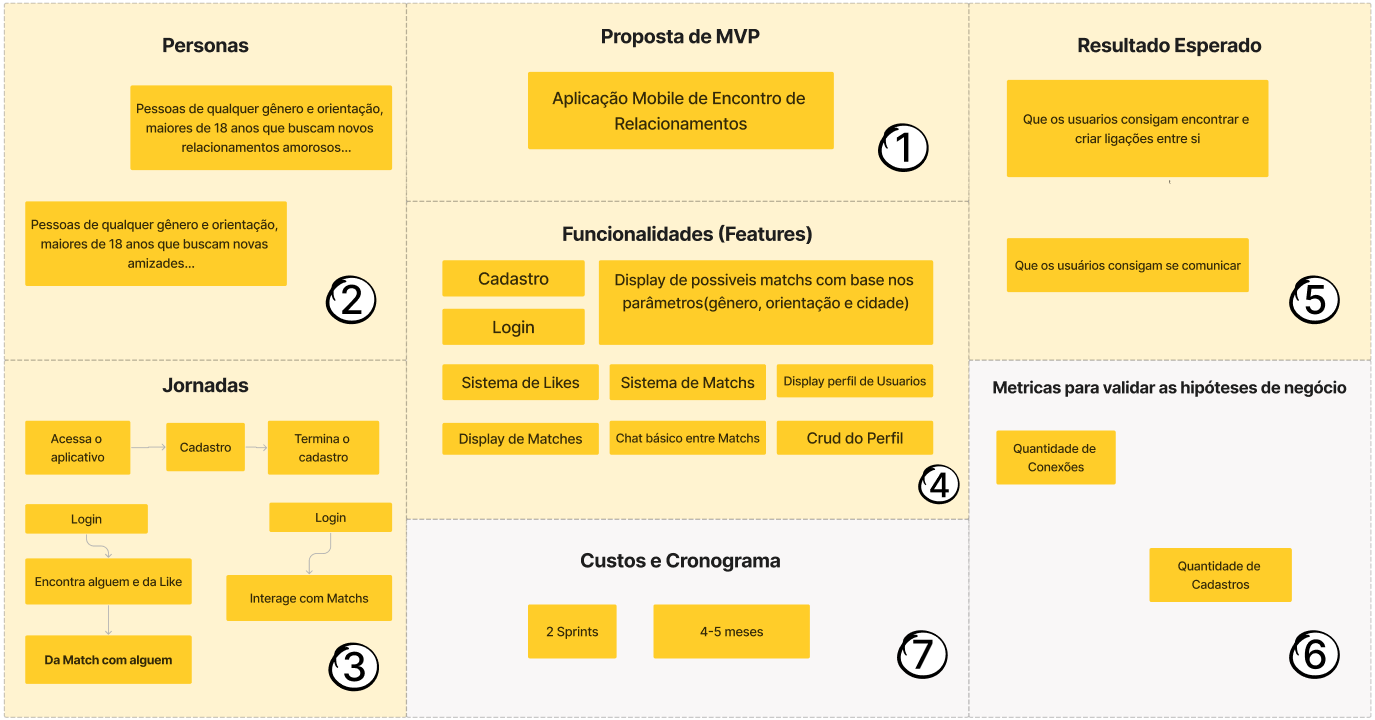 Personas
Pessoas de qualquer gênero e orientação,
maiores de 18 anos que buscam novos
relacionamentos amorosos...
Pessoas de qualquer gênero e orientação,
maiores de 18 anos que buscam novas
amizades...
2
Proposta de MVP
Aplicação Mobile de Encontro de
Relacionamentos
1
Resultado Esperado
Que os usuarios consigam encontrar e
criar ligações entre si
Que os usuários consigam se comunicar
5
Funcionalidades (Features)
Cadastro
Login
Display de possiveis matchs com base nos
parâmetros(gênero, orientação e cidade)
Sistema de Likes
Sistema de Matchs
Display perfil de Usuarios
Display de Matches
Chat básico entre Matchs
Crud do Perfil
4
Jornadas
Acessa o
aplicativo
Cadastro
Termina o
cadastro
Login
Encontra alguem e da Like
Da Match com alguem
Login
Interage com Matchs
3
Custos e Cronograma
2 Sprints
4-5 meses
7
Metricas para validar as hipóteses de negócio
Quantidade de
Conexões
Quantidade de
Cadastros
6